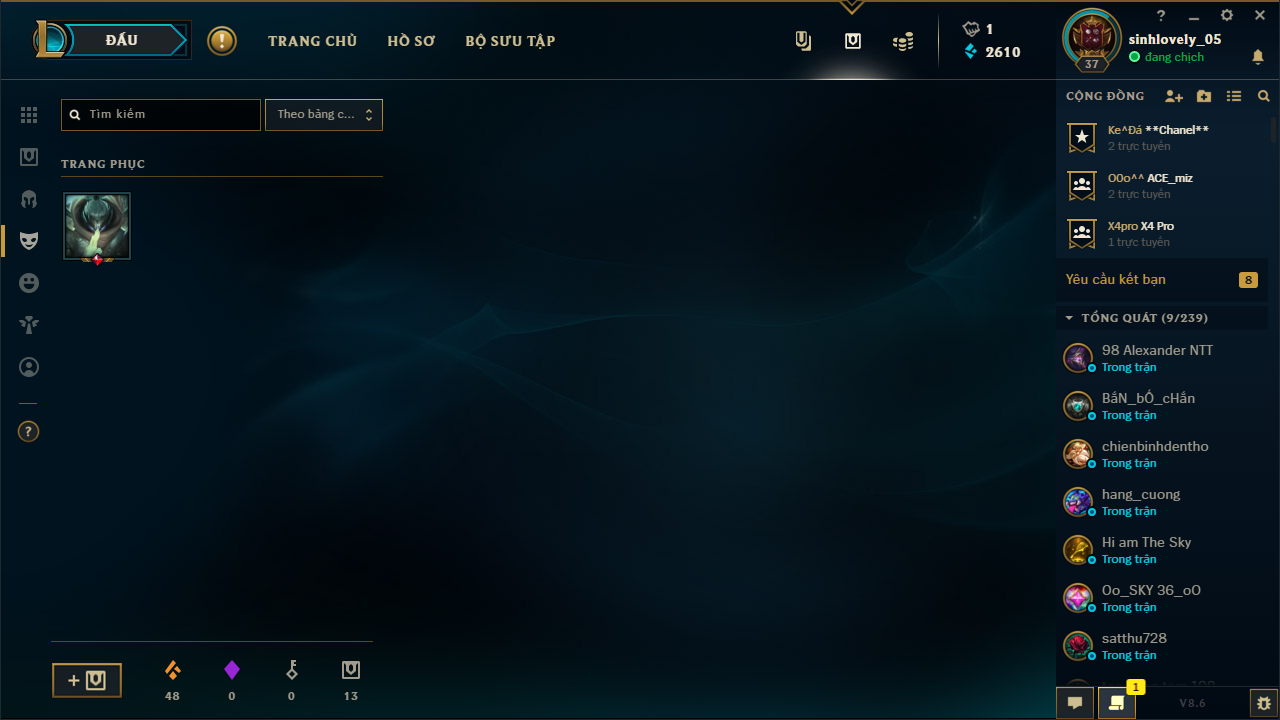 ĐẤU
TRANG CHỦ
HỒ SƠ
BỘ SƯU TẬP
1
2610
37
sinhlovely_05
đang chịch
Tìm kiếm
Theo bảng c...
TRANG PHỤC
CỘNG ĐỒNG
Ke^Đá **Chanel**
2 trực tuyến
O0o^^ ACE_miz
2 trực tuyến
X4pro X4 Pro
1 trực tuyến
Yêu cầu kết bạn
8
TỔNG QUÁT (9/239)
98 Alexander NTT
Trong trận
BắN_bỐ_cHắn
Trong trận
chienbinhdentho
Trong trận
hang_cuong
Trong trận
Hi am The Sky
Trong trận
Oo_SKY 36_oO
Trong trận
satthu728
Trong trận
48
0
0
13
1
V8.6